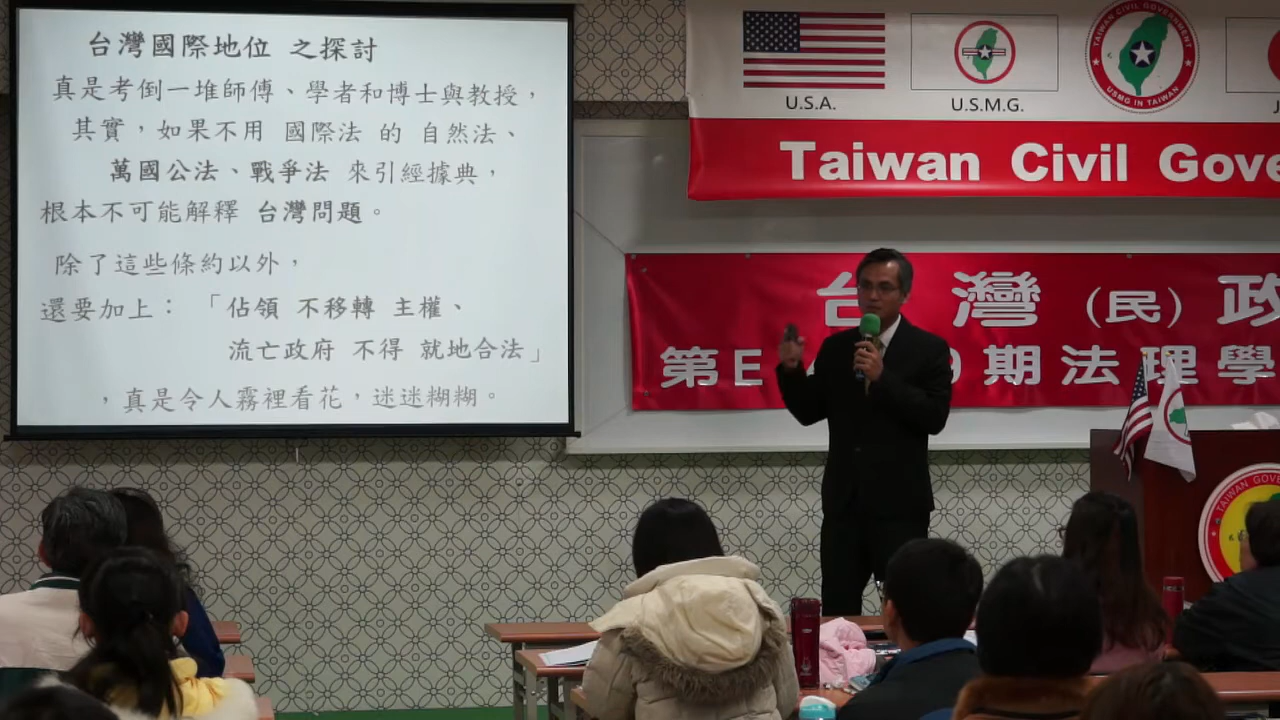 台灣國際地位 之探討
真是考倒一堆師傅、學者和博士與教授，
其實，如果不用 國際法 的 自然法、
萬國公法、戰爭法 來引經據典，
根本不可能解釋 台灣問題。
除了這些條約以外，
還要加上：「佔領 不移轉 主權、
流亡政府 不得 就地合法」
，真是令人霧裡看花，迷迷糊糊。
U.S.A.
U.S.M.G.
TAIWAN CIVIL GOVERNMENT
USMG IN TAIWAN
J
Taiwan Civil Gove
台灣（民）政
第E 9期法理學
TAIWAN